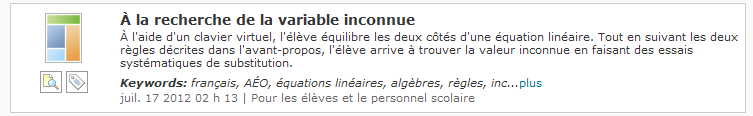 À la recherche de la variable inconnue
À l'aide d'un clavier virtuel, l'élève équilibre les deux côtés d'une équation linéaire. Tout en suivant les deux
règles décrites dans l'avant-propos, l'élève arrive à trouver la valeur inconnue en faisant des essais
systématiques de substitution.
Keywords: français, AÉO, équations linéaires, algèbres, règles, inc...plus
juil. 17 2012 02 h 13 | Pour les élèves et le personnel scolaire